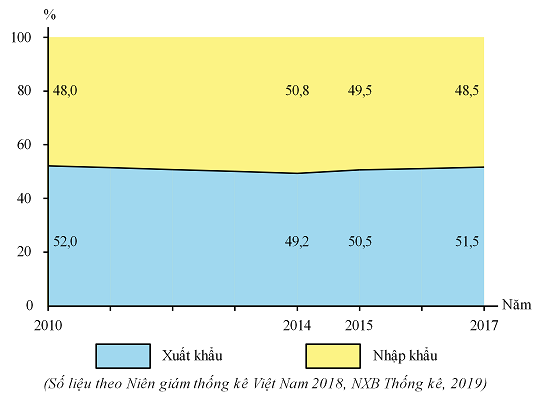 %
100
48,0 50,8 49,5 48,5
80
60
40
52,0 49,2 50,5 51,5
20
0
Năm
2010 2014 2015 2017
Xuất khẩu Nhập khẩu
(Số liệu theo Niên giám thống kê Việt Nam 2018, NXB Thống kê, 2019)